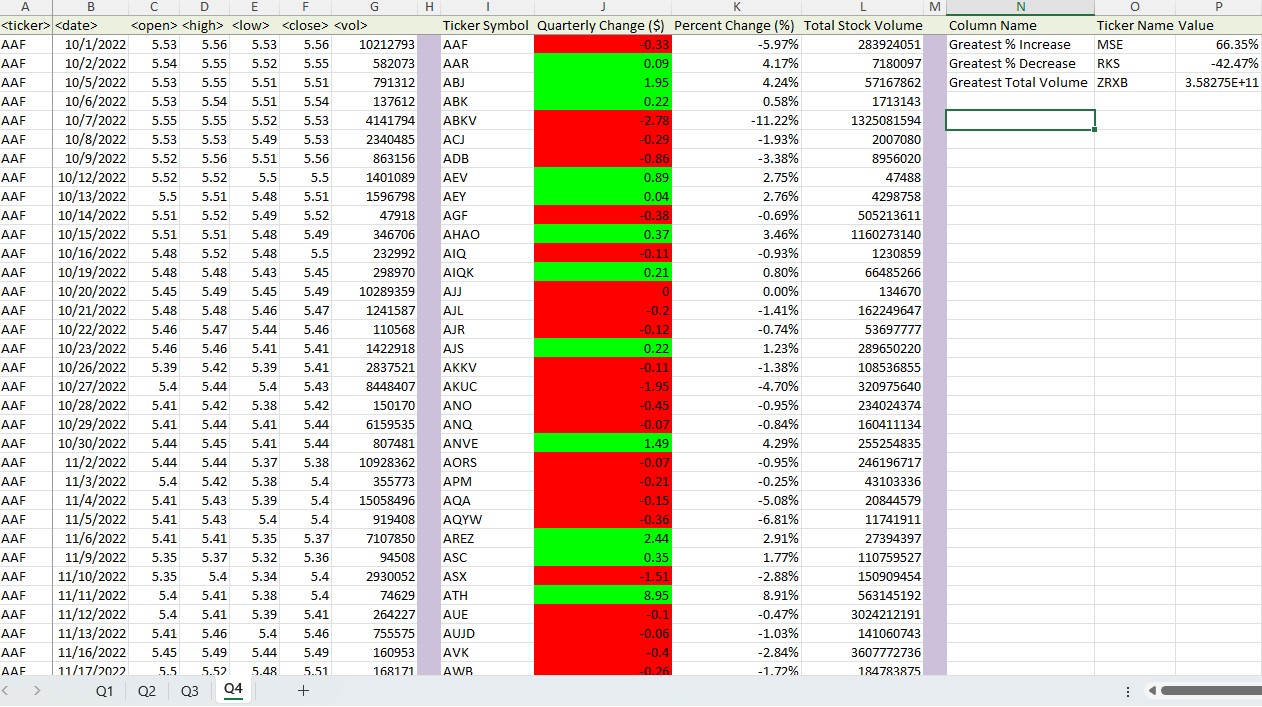 A B C D E F G H I J K L M N O P
<ticker> <date> <open> <high> <low> <close> <vol> Ticker Symbol Quarterly Change ($) Percent Change (%) Total Stock Volume Column Name Ticker Name Value
AAF 10/1/2022 5.53 5.56 5.53 5.56 10212793 AAF -0.33 -5.97% 283924051 Greatest % Increase MSE 66.35%
AAF 10/2/2022 5.54 5.55 5.52 5.55 582073 AAR 0.09 4.17% 7180097 Greatest % Decrease RKS -42.47%
AAF 10/5/2022 5.53 5.55 5.51 5.51 791312 ABJ 1.95 4.24% 57167862 Greatest Total Volume ZRXB 3.58275E+11
AAF 10/6/2022 5.53 5.54 5.51 5.54 137612 ABK 0.22 0.58% 1713143
AAF 10/7/2022 5.55 5.55 5.52 5.53 4141794 ABKV -2.78 -11.22% 1325081594
AAF 10/8/2022 5.53 5.53 5.49 5.53 2340485 ACJ -0.29 -1.93% 2007080
AAF 10/9/2022 5.52 5.56 5.51 5.56 863156 ADB -0.86 -3.38% 8956020
AAF 10/12/2022 5.52 5.52 5.5 5.5 1401089 AEV 0.89 2.75% 47488
AAF 10/13/2022 5.5 5.51 5.48 5.51 1596798 AEY 0.04 2.76% 4298758
AAF 10/14/2022 5.51 5.52 5.49 5.52 47918 AGF -0.38 -0.69% 505213611
AAF 10/15/2022 5.51 5.51 5.48 5.49 346706 AHAO 0.37 3.46% 1160273140
AAF 10/16/2022 5.48 5.52 5.48 5.5 232992 AIQ -0.11 -0.93% 1230859
AAF 10/19/2022 5.48 5.48 5.43 5.45 298970 AIQK 0.21 0.80% 66485266
AAF 10/20/2022 5.45 5.49 5.45 5.49 10289359 AJJ 0 0.00% 134670
AAF 10/21/2022 5.48 5.48 5.46 5.47 1241587 AJL -0.2 -1.41% 162249647
AAF 10/22/2022 5.46 5.47 5.44 5.46 110568 AJR -0.12 -0.74% 53697777
AAF 10/23/2022 5.46 5.46 5.41 5.41 1422918 AJS 0.22 1.23% 289650220
AAF 10/26/2022 5.39 5.42 5.39 5.41 2837521 AKKV -0.11 -1.38% 108536855
AAF 10/27/2022 5.4 5.44 5.4 5.43 8448407 AKUC -1.95 -4.70% 320975640
AAF 10/28/2022 5.41 5.42 5.38 5.42 150170 ANO -0.45 -0.95% 234024374
AAF 10/29/2022 5.41 5.44 5.41 5.44 6159535 ANQ -0.07 -0.84% 160411134
AAF 10/30/2022 5.44 5.45 5.41 5.44 807481 ANVE 1.49 4.29% 255254835
AAF 11/2/2022 5.44 5.44 5.37 5.38 10928362 AORS -0.07 -0.95% 246196717
AAF 11/3/2022 5.4 5.42 5.38 5.4 355773 APM -0.21 -0.25% 43103336
AAF 11/4/2022 5.41 5.43 5.39 5.4 15058496 AQA -0.15 -5.08% 20844579
AAF 11/5/2022 5.41 5.43 5.4 5.4 919408 AQYW -0.36 -6.81% 11741911
AAF 11/6/2022 5.41 5.41 5.35 5.37 7107850 AREZ 2.44 2.91% 27394397
AAF 11/9/2022 5.35 5.37 5.32 5.36 94508 ASC 0.35 1.77% 110759527
AAF 11/10/2022 5.35 5.4 5.34 5.4 2930052 ASX -1.51 -2.88% 150909454
AAF 11/11/2022 5.4 5.41 5.38 5.4 74629 ATH 8.95 8.91% 563145192
AAF 11/12/2022 5.4 5.41 5.39 5.41 264227 AUE -0.1 -0.47% 3024212191
AAF 11/13/2022 5.41 5.46 5.4 5.46 755575 AUJD -0.06 -1.03% 141060743
AAF 11/16/2022 5.45 5.49 5.44 5.49 160953 AVK -0.4 -2.84% 3607772736
AAF 11/17/2022 5.5 5.52 5.48 5.51 168171 AWB -0.26 -1.72% 184783875
Q1 Q2 Q3 Q4